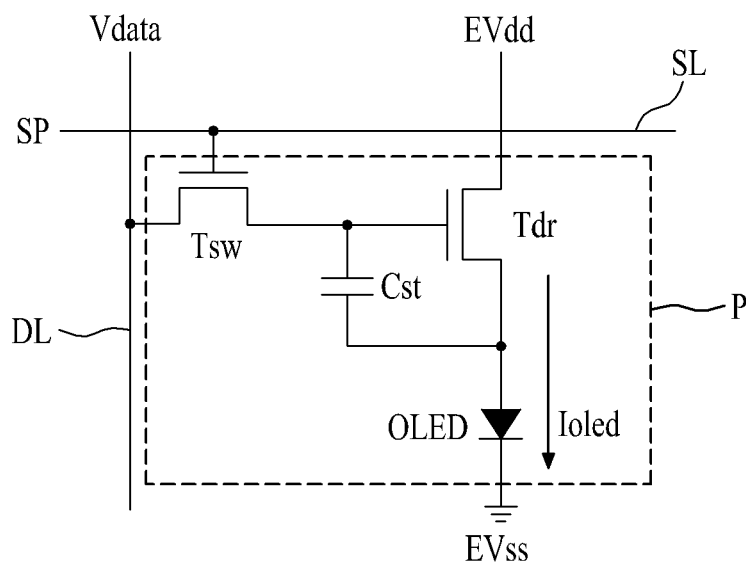 Vdata
EVdd
SL
SP
Tsw
Tdr
Cst
P
DL
OLED
Ioled
EVss